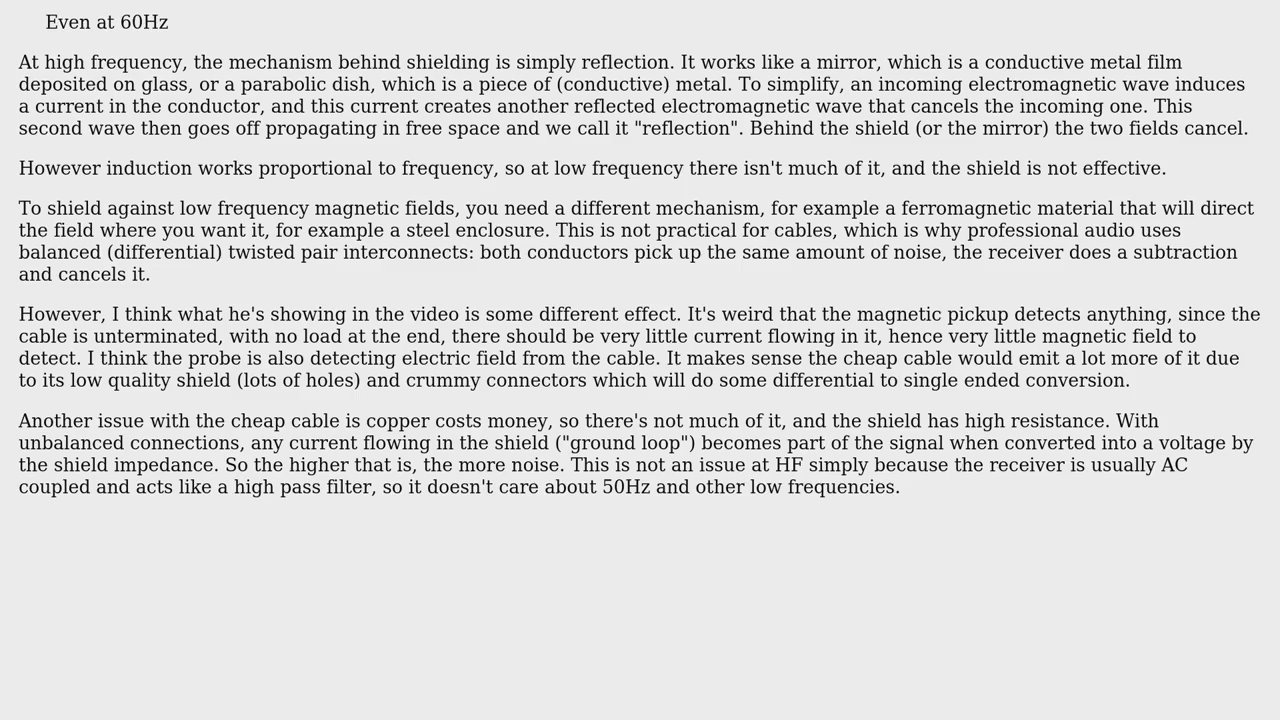 Even at 60Hz
At high frequency, the mechanism behind shielding is simply reflection. It works like a mirror, which is a conductive metal film
deposited on glass, or a parabolic dish, which is a piece of (conductive) metal. To simplify, an incoming electromagnetic wave induces
a current in the conductor, and this current creates another reflected electromagnetic wave that cancels the incoming one. This
second wave then goes off propagating in free space and we call it "reflection". Behind the shield (or the mirror) the two fields cancel.
However induction works proportional to frequency, so at low frequency there isn't much of it, and the shield is not effective.
To shield against low frequency magnetic fields, you need a different mechanism, for example a ferromagnetic material that will direct
the field where you want it, for example a steel enclosure. This is not practical for cables, which is why professional audio uses
balanced (differential) twisted pair interconnects: both conductors pick up the same amount of noise, the receiver does a subtraction
and cancels it.
However, I think what he's showing in the video is some different effect. It's weird that the magnetic pickup detects anything, since the
cable is unterminated, with no load at the end, there should be very little current flowing in it, hence very little magnetic field to
detect. I think the probe is also detecting electric field from the cable. It makes sense the cheap cable would emit a lot more of it due
to its low quality shield (lots of holes) and crummy connectors which will do some differential to single ended conversion.
Another issue with the cheap cable is copper costs money, so there's not much of it, and the shield has high resistance. With
unbalanced connections, any current flowing in the shield ("ground loop") becomes part of the signal when converted into a voltage by
the shield impedance. So the higher that is, the more noise. This is not an issue at HF simply because the receiver is usually AC
coupled and acts like a high pass filter, so it doesn't care about 50Hz and other low frequencies.